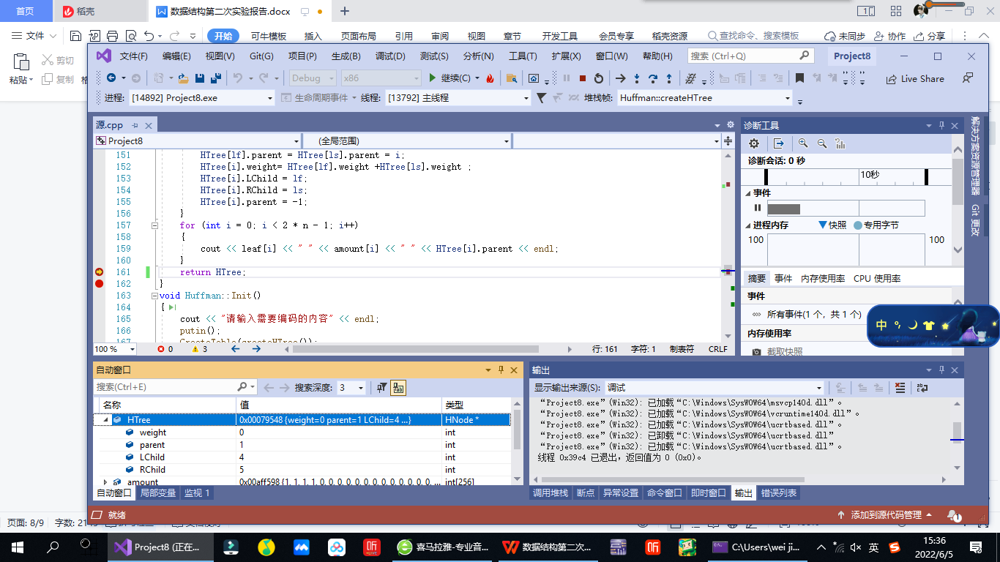 首页
稻壳
数据结构第二次实验报告.docx
文件 开始 可牛模板 插入 页面布局 引用 审阅 视图 章节 开发工具 会员专享 稻壳资源 查找命令、搜索模板 未同步 协作 分享
粘贴 剪切 复制
文件(F) 编辑(E) 视图(V) Git(G) 项目(P) 生成(B) 调试(D) 测试(S) 分析(N) 工具(T) 扩展(X) 窗口(W) 帮助(H) 搜索 (Ctrl+Q) Project8
Debug x86 继续(C) Live Share
进程: [14892] Project8.exe 生命周期事件 线程: [13792] 主线程 堆栈帧: Huffman::createHTree
源.cpp
Project8 (全局范围)
151 HTree[lf].parent = HTree[ls].parent = i;
152 HTree[i].weight= HTree[lf].weight +HTree[ls].weight ;
153 HTree[i].LChild = lf;
154 HTree[i].RChild = ls;
155 HTree[i].parent = -1;
156 }
157 for (int i = 0; i < 2 * n - 1; i++)
158 {
159 cout << leaf[i] << " " << amount[i] << " " << HTree[i].parent << endl;
160 }
161 return HTree;
162 }
163 void Huffman::Init()
164 {
165 cout << "请输入需要编码的内容" << endl;
166 putin();
167 CreateTable(createHTree());
100 % 0 3 行: 161 字符: 1 制表符 CRLF
诊断工具
诊断会话: 0 秒
10秒
事件
进程内存 快照 专用字节
100 100
摘要 事件 内存使用率 CPU 使用率
事件
所有事件(1 个，共 1 个)
内存使用率
截取快照
解决方案资源管理器
Git 更改
中
自动窗口
搜索(Ctrl+E) 搜索深度: 3
名称 值 类型
HTree 0x00079548 {weight=0 parent=1 LChild=4 ...} HNode *
weight 0 int
parent 1 int
LChild 4 int
RChild 5 int
amount 0x00aff598 {1, 1, 1, 1, 0, 0, 0, 0, 0, 0, 0, 0, 0, 0, 0, 0, 0, ... int[256]
自动窗口 局部变量 监视 1
输出
显示输出来源(S): 调试
“Project8.exe”(Win32): 已加载“C:\Windows\SysWOW64\msvcp140d.dll”。
“Project8.exe”(Win32): 已加载“C:\Windows\SysWOW64\vcruntime140d.dll”。
“Project8.exe”(Win32): 已加载“C:\Windows\SysWOW64\ucrtbased.dll”。
“Project8.exe”(Win32): 已卸载“C:\Windows\SysWOW64\ucrtbased.dll”
“Project8.exe”(Win32): 已加载“C:\Windows\SysWOW64\ucrtbased.dll”。
线程 0x39c4 已退出，返回值为 0 (0x0)。
调用堆栈 断点 异常设置 命令窗口 即时窗口 输出 错误列表
就绪 添加到源代码管理 1
页面: 8/9
Project8 (正在... 喜马拉雅-专业音... 数据结构第二次... C:\Users\wei ji... 英
15:36
2022/6/5